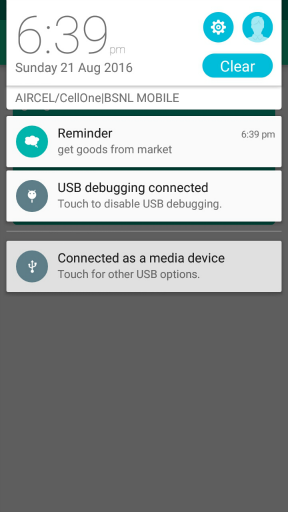 6:39 pm
Sunday 21 Aug 2016
Clear
AIRCEL/CellOne|BSNL MOBILE
Reminder 6:39 pm
get goods from market
USB debugging connected
Touch to disable USB debugging.
Connected as a media device
Touch for other USB options.